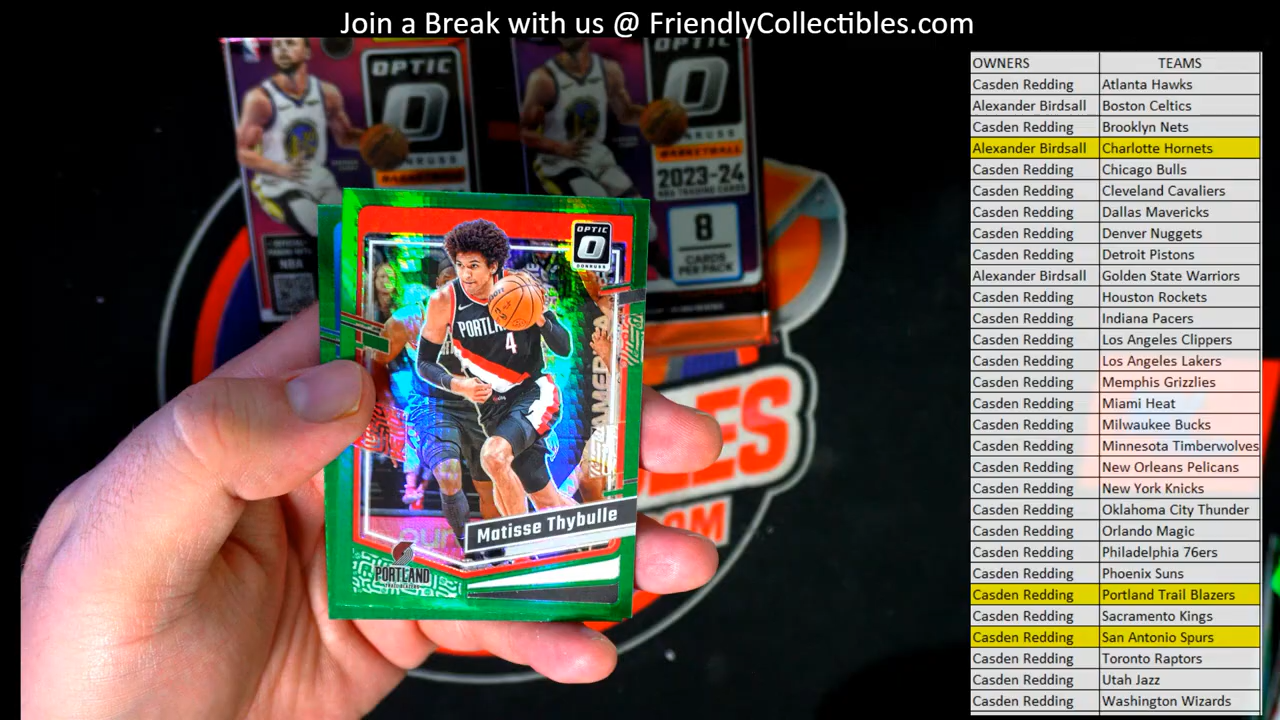 Join a Break with us @ FriendlyCollectibles.com
OPTIC
OPTIC
DONRUSS
BASKETBALL
2023-24
NBA TRADING CARDS
8
CARDS
PER PACK
NBA
OPTIC
DONRUSS
PORTLAND
4
Matisse Thybulle
PORTLAND
TRAIL BLAZERS
OWNERS TEAMS
Casden Redding Atlanta Hawks
Alexander Birdsall Boston Celtics
Casden Redding Brooklyn Nets
Alexander Birdsall Charlotte Hornets
Casden Redding Chicago Bulls
Casden Redding Cleveland Cavaliers
Casden Redding Dallas Mavericks
Casden Redding Denver Nuggets
Casden Redding Detroit Pistons
Alexander Birdsall Golden State Warriors
Casden Redding Houston Rockets
Casden Redding Indiana Pacers
Casden Redding Los Angeles Clippers
Casden Redding Los Angeles Lakers
Casden Redding Memphis Grizzlies
Casden Redding Miami Heat
Casden Redding Milwaukee Bucks
Casden Redding Minnesota Timberwolves
Casden Redding New Orleans Pelicans
Casden Redding New York Knicks
Casden Redding Oklahoma City Thunder
Casden Redding Orlando Magic
Casden Redding Philadelphia 76ers
Casden Redding Phoenix Suns
Casden Redding Portland Trail Blazers
Casden Redding Sacramento Kings
Casden Redding San Antonio Spurs
Casden Redding Toronto Raptors
Casden Redding Utah Jazz
Casden Redding Washington Wizards